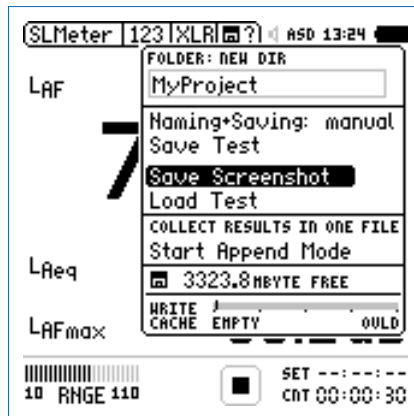 SLMeter 123 XLR ? ASD 13:24
FOLDER: NEW DIR
LAF
MyProject
Naming+Saving: manual
Save Test
7
Save Screenshot
Load Test
COLLECT RESULTS IN ONE FILE
Start Append Mode
LAeq
3323.8 MBYTE FREE
WRITE
CACHE EMPTY OVLD
LAFmax
SET --:--:--
10 RNGE 110
CNT 00:00:30